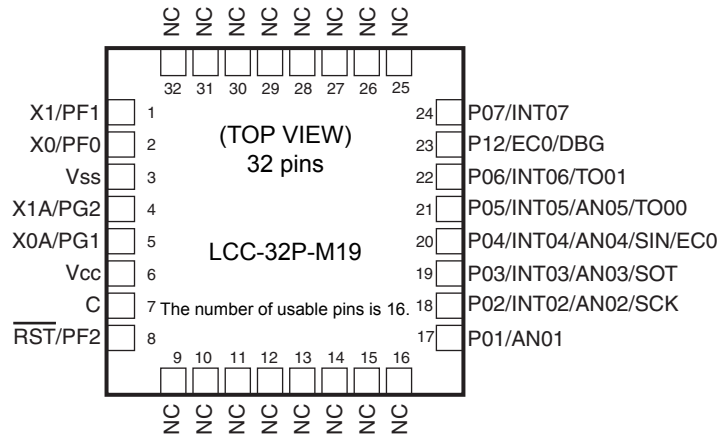 NC NC NC NC NC NC NC NC
32 31 30 29 28 27 26 25
X1/PF1 1
X0/PF0 2
Vss 3
X1A/PG2 4
X0A/PG1 5
Vcc 6
C 7
RST/PF2 8
(TOP VIEW)
32 pins
LCC-32P-M19
The number of usable pins is 16.
24 P07/INT07
23 P12/EC0/DBG
22 P06/INT06/TO01
21 P05/INT05/AN05/TO00
20 P04/INT04/AN04/SIN/EC0
19 P03/INT03/AN03/SOT
18 P02/INT02/AN02/SCK
17 P01/AN01
9 10 11 12 13 14 15 16
NC NC NC NC NC NC NC NC